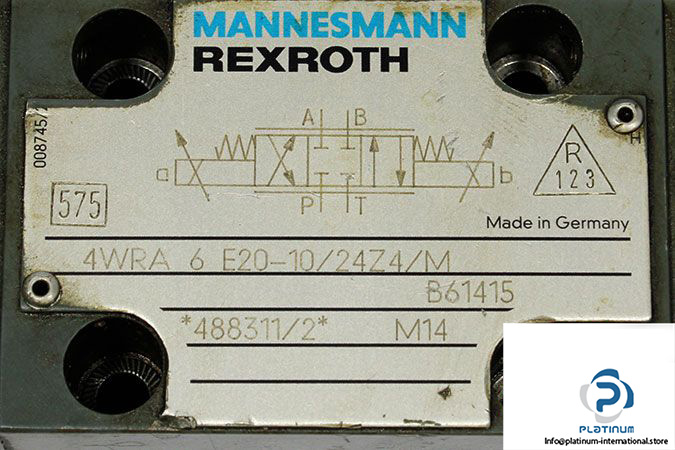 MANNESMANN
REXROTH
008745/2
A B
a b
P T
R
123
H
575
Made in Germany
4WRA 6 E20-10/24Z4/M
B61415
*488311/2* M14
PLATINUM
Info@platinum-international.store